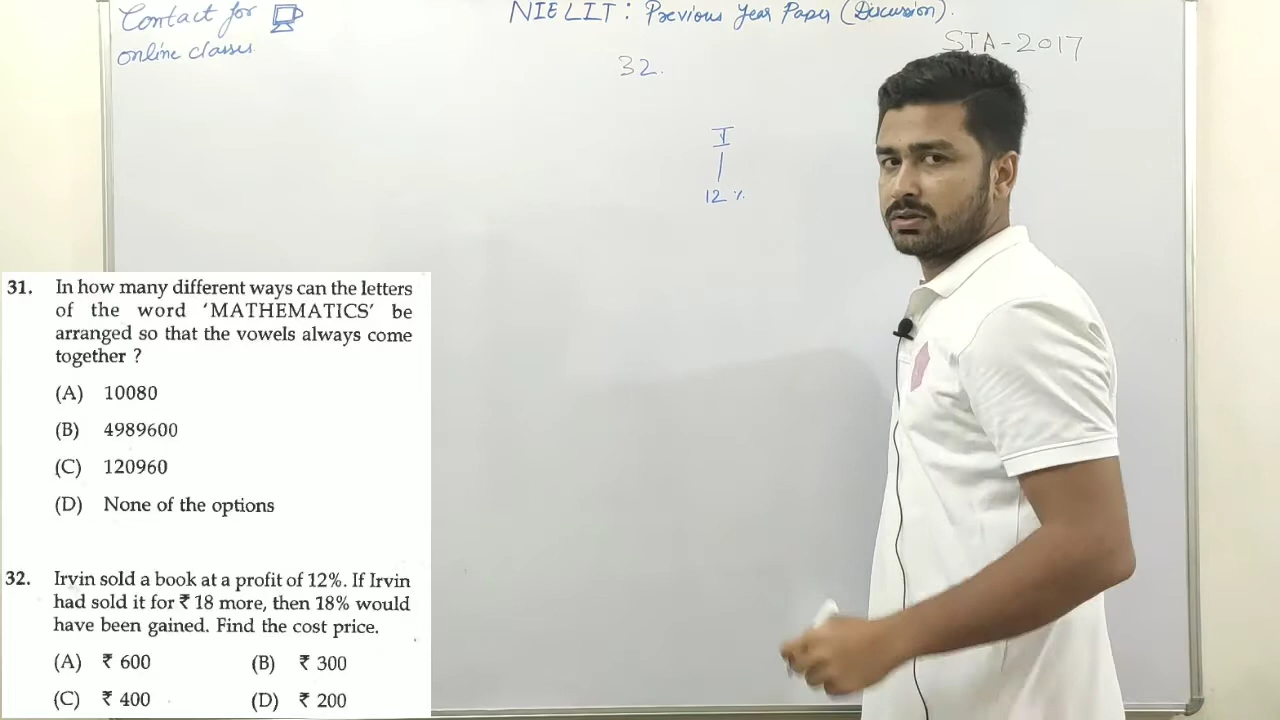 Contact for
online classes
NIELIT : Previous Year Paper (Discussion).
STA-2017
32.
I
12 %
31. In how many different ways can the letters
of the word ‘MATHEMATICS’ be
arranged so that the vowels always come
together ?
(A) 10080
(B) 4989600
(C) 120960
(D) None of the options
32. Irvin sold a book at a profit of 12%. If Irvin
had sold it for ₹ 18 more, then 18% would
have been gained. Find the cost price.
(A) ₹ 600 (B) ₹ 300
(C) ₹ 400 (D) ₹ 200